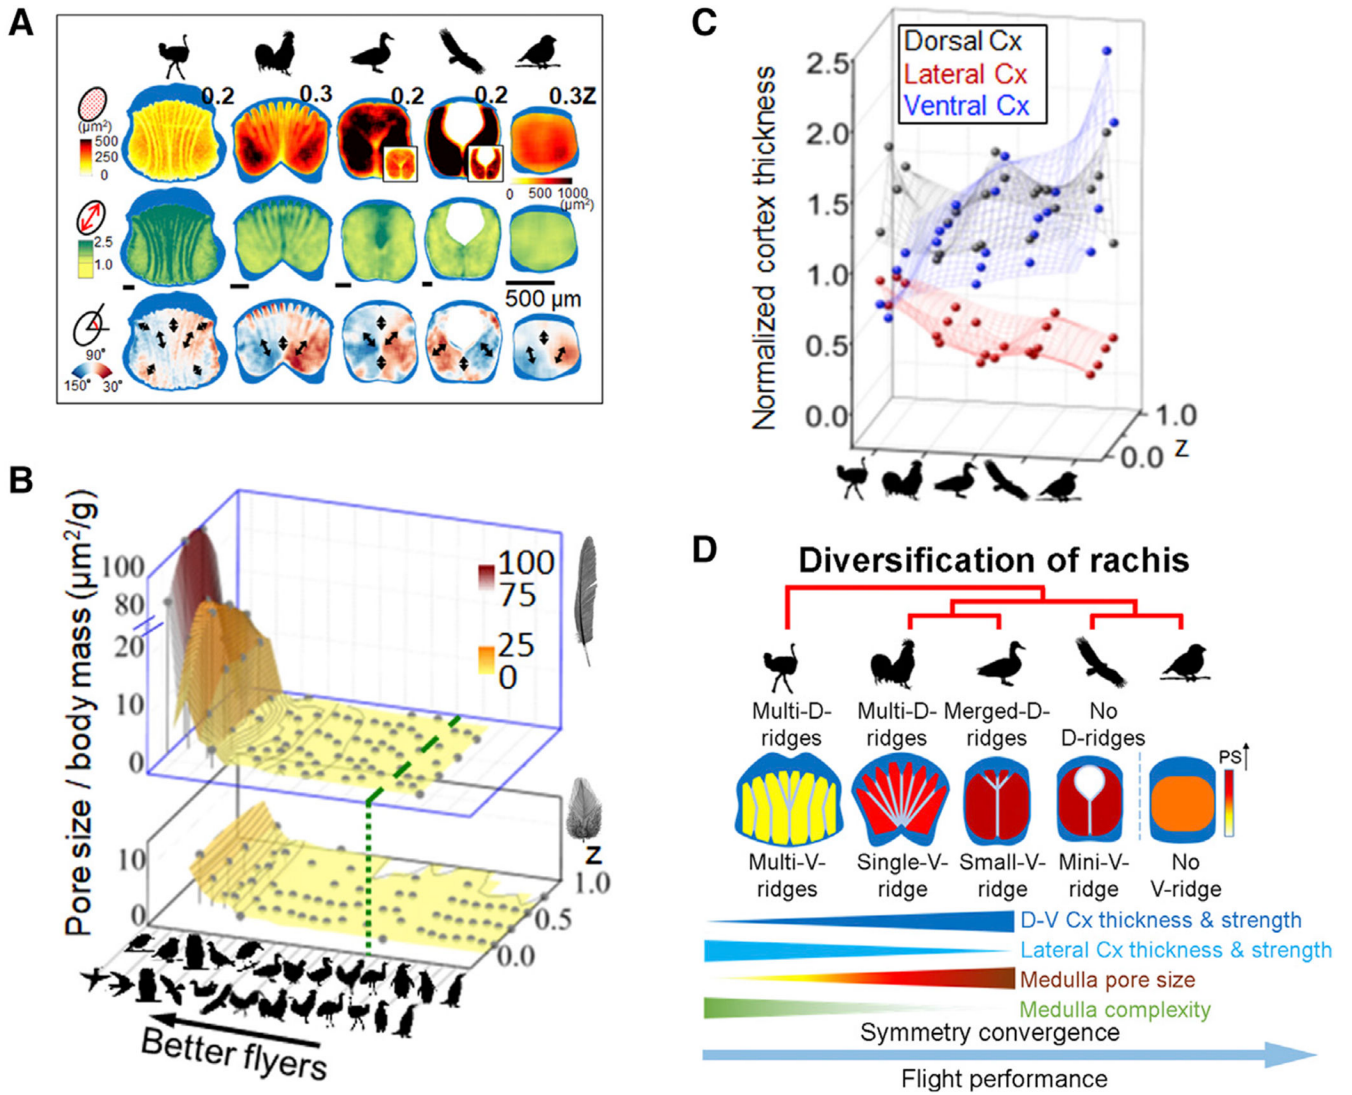 A
0.2
0.3
0.2
0.2
0.3Z
(µm²)
500
250
0
0 500 1000
(µm²)
2.5
1.0
500 µm
90°
150° 30°
B
Pore size / body mass (µm²/g)
100
80
20
10
0
100
75
25
0
10
0
Z
1.0
0.5
0.0
Better flyers
C
Dorsal Cx
Lateral Cx
Ventral Cx
Normalized cortex thickness
2.5
2.0
1.5
1.0
0.5
0.0
1.0
0.0 Z
D
Diversification of rachis
Multi-D-
ridges
Multi-D-
ridges
Merged-D-
ridges
No
D-ridges
PS
Multi-V-
ridges
Single-V-
ridge
Small-V-
ridge
Mini-V-
ridge
No
V-ridge
D-V Cx thickness & strength
Lateral Cx thickness & strength
Medulla pore size
Medulla complexity
Symmetry convergence
Flight performance